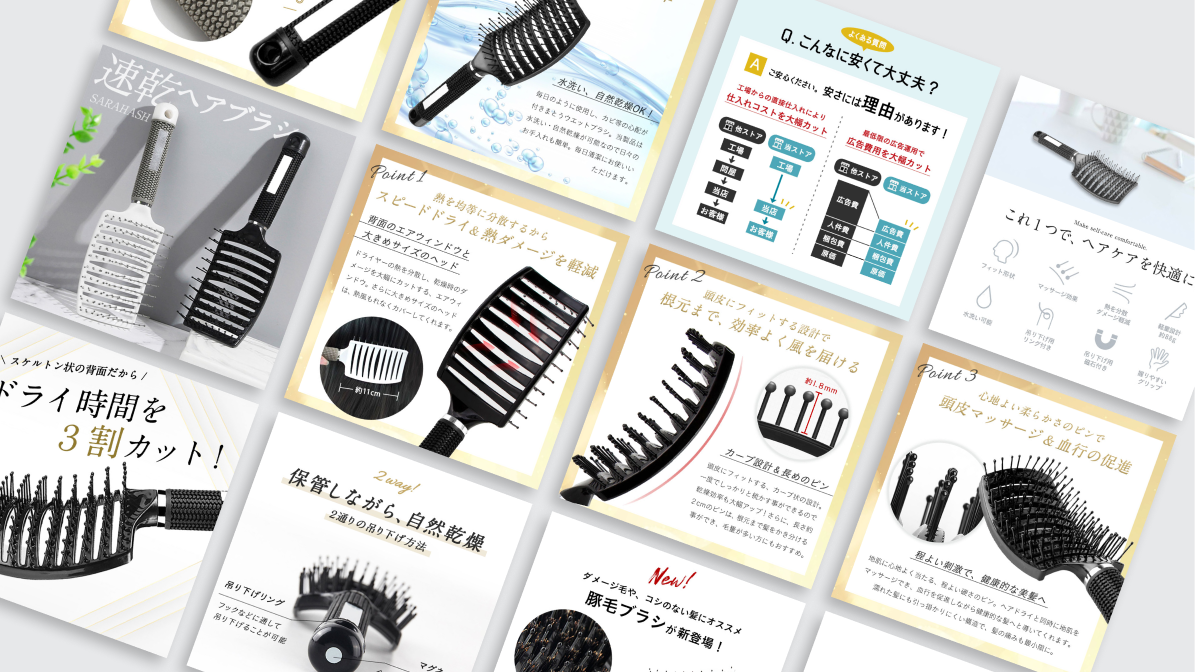 水洗い、自然乾燥OK！
毎日のように使用し、カビ等の心配が
付きまとうウエットブラシ。当製品は
水洗い・自然乾燥が可能なので日々の
お手入れも簡単。毎日清潔にお使いい
ただけます。
よくある質問
Q. こんなに安くて大丈夫？
A
ご安心ください。安さには理由があります！
工場からの直接仕入れにより
仕入れコストを大幅カット
他ストア
工場
問屋
当店
お客様
当ストア
工場
当店
お客様
最低限の広告運用で
広告費用を大幅カット
他ストア
広告費
人件費
梱包費
原価
当ストア
広告費
人件費
梱包費
原価
速乾ヘアブラシ
SARAHASH
Point 1
熱を均等に分散するから
スピードドライ＆熱ダメージを軽減
背面のエアウィンドウと
大きめサイズのヘッド
ドライヤーの熱を分散し、乾燥時のダ
メージを大幅にカットする、エアウィ
ンドウ。さらに大きめサイズのヘッド
は、熱風もれなくカバーしてくれます。
約11cm
Point 2
頭皮にフィットする設計で
根元まで、効率よく風を届ける
約1.8mm
カーブ設計＆長めのピン
頭皮にフィットする、カーブ状の設計。
一度でしっかりと梳かす事ができるので
乾燥効率も大幅アップ！さらに、長さ約
2cmのピンは、根元まで髪をかき分ける
事ができ、毛量が多い方にもおすすめ。
Make self-care comfortable.
これ１つで、ヘアケアを快適に
フィット形状
マッサージ効果
熱を分散
ダメージ軽減
軽量設計
約88g
水洗い可能
吊り下げ用
リング付き
吊り下げ用
磁石付き
握りやすい
グリップ
Point 3
心地よい柔らかさのピンで
頭皮マッサージ＆血行の促進
程よい刺激で、健康的な美髪へ
地肌に心地よく当たる、程よい硬さのピン。ヘアドライと同時に地肌を
マッサージでき、血行を促進しながら健康的な髪へと導いてくれます。
濡れた髪にも引っ掛かりにくい構造で、髪の痛みも最小限に。
\ スケルトン状の背面だから /
ドライ時間を
３割カット！
2way!
保管しながら、自然乾燥
2通りの吊り下げ方法
吊り下げリング
フックなどに通して
吊り下げることが可能
マグネ
New!
ダメージ毛や、コシのない髪にオススメ
豚毛ブラシが新登場！